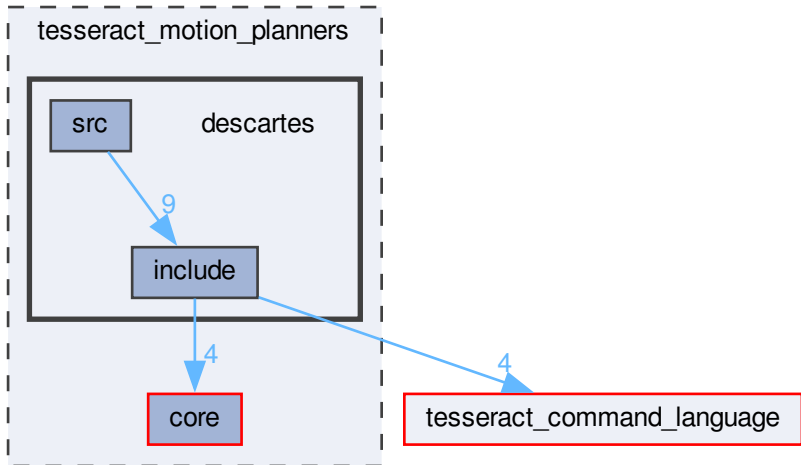 tesseract_motion_planners
src
descartes
9
include
4
4
core
tesseract_command_language